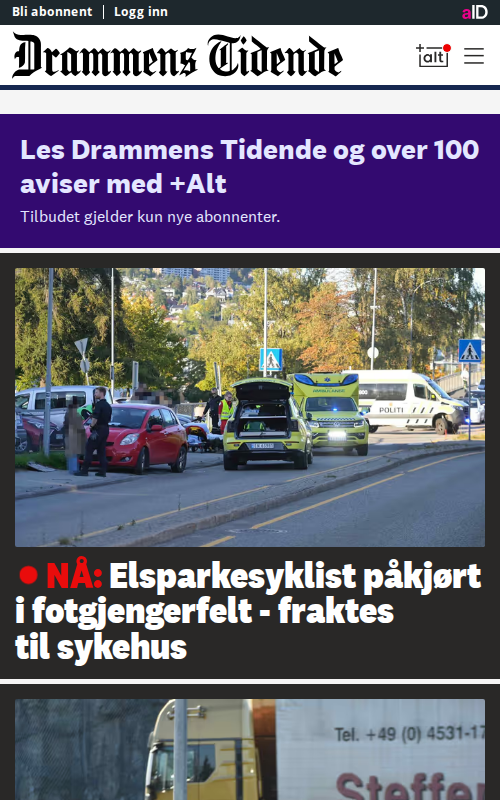 Bli abonnent
Logg inn
aID
Drammens Tidende
+alt
Les Drammens Tidende og over 100
aviser med +Alt
Tilbudet gjelder kun nye abonnenter.
POLITI
NÅ: Elsparkesyklist påkjørt
i fotgjengerfelt - fraktes
til sykehus
Tel. +49 (0) 4531-17
Steffen